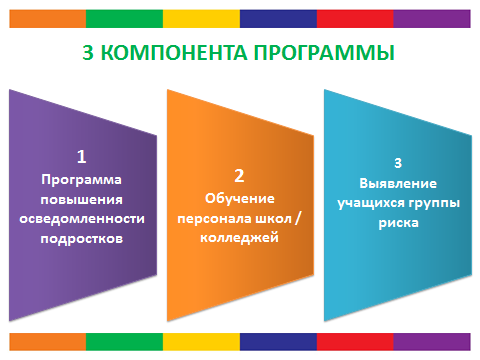 3 КОМПОНЕНТА ПРОГРАММЫ
1
Программа
повышения
осведомленности
подростков
2
Обучение
персонала школ /
колледжей
3
Выявление
учащихся группы
риска